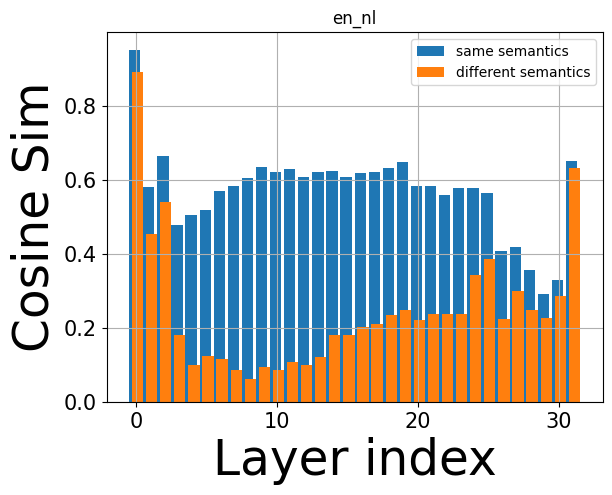 en_nl
same semantics
different semantics
Cosine Sim
0.8
0.6
0.4
0.2
0.0
0
10
20
30
Layer index